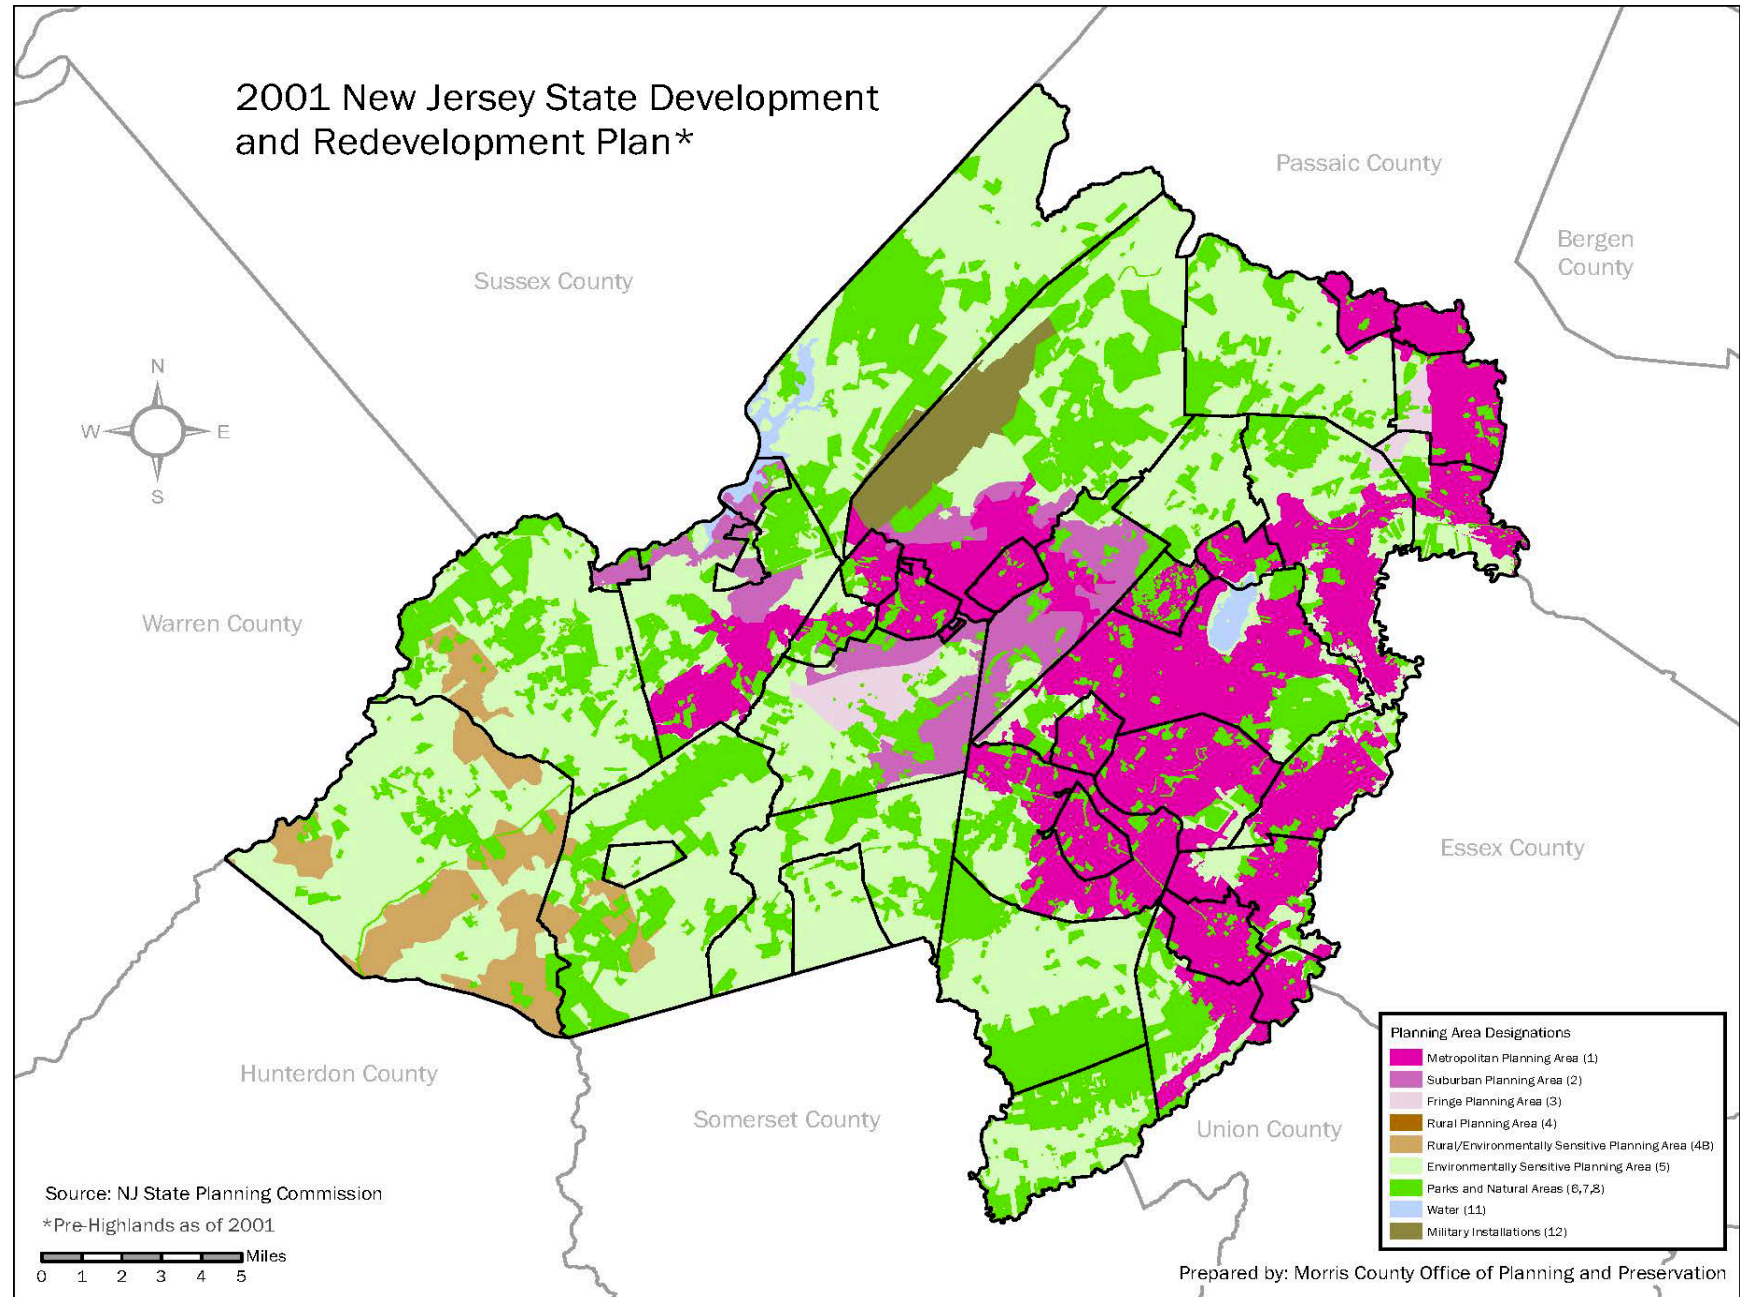 2001 New Jersey State Development
and Redevelopment Plan*
Passaic County
Bergen
County
Sussex County
N
W
E
S
Warren County
Essex County
Hunterdon County
Somerset County
Union County
Planning Area Designations
Metropolitan Planning Area (1)
Suburban Planning Area (2)
Fringe Planning Area (3)
Rural Planning Area (4)
Rural/Environmentally Sensitive Planning Area (4B)
Environmentally Sensitive Planning Area (5)
Parks and Natural Areas (6,7,8)
Water (11)
Military Installations (12)
Source: NJ State Planning Commission
*Pre-Highlands as of 2001
Miles
0 1 2 3 4 5
Prepared by: Morris County Office of Planning and Preservation